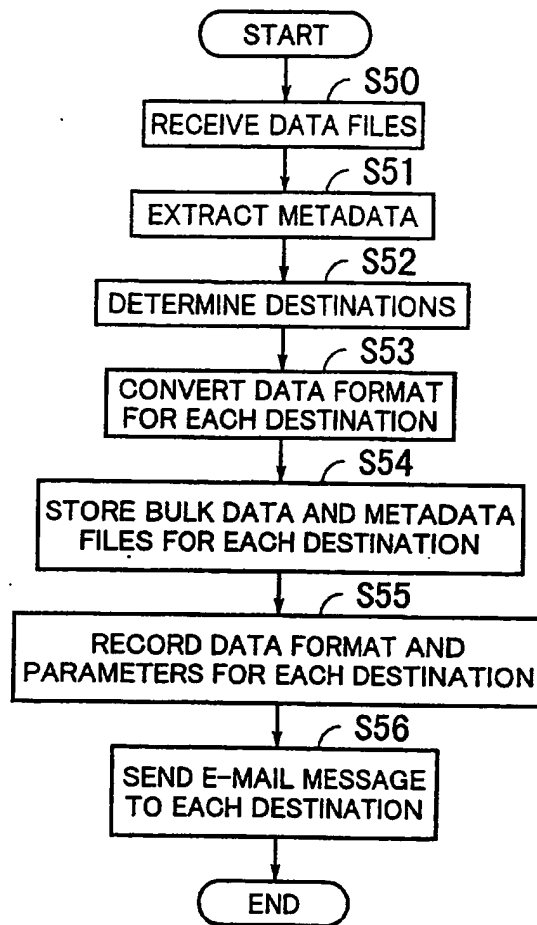 START
S50
RECEIVE DATA FILES
S51
EXTRACT METADATA
S52
DETERMINE DESTINATIONS
S53
CONVERT DATA FORMAT
FOR EACH DESTINATION
S54
STORE BULK DATA AND METADATA
FILES FOR EACH DESTINATION
S55
RECORD DATA FORMAT AND
PARAMETERS FOR EACH DESTINATION
S56
SEND E-MAIL MESSAGE
TO EACH DESTINATION
END